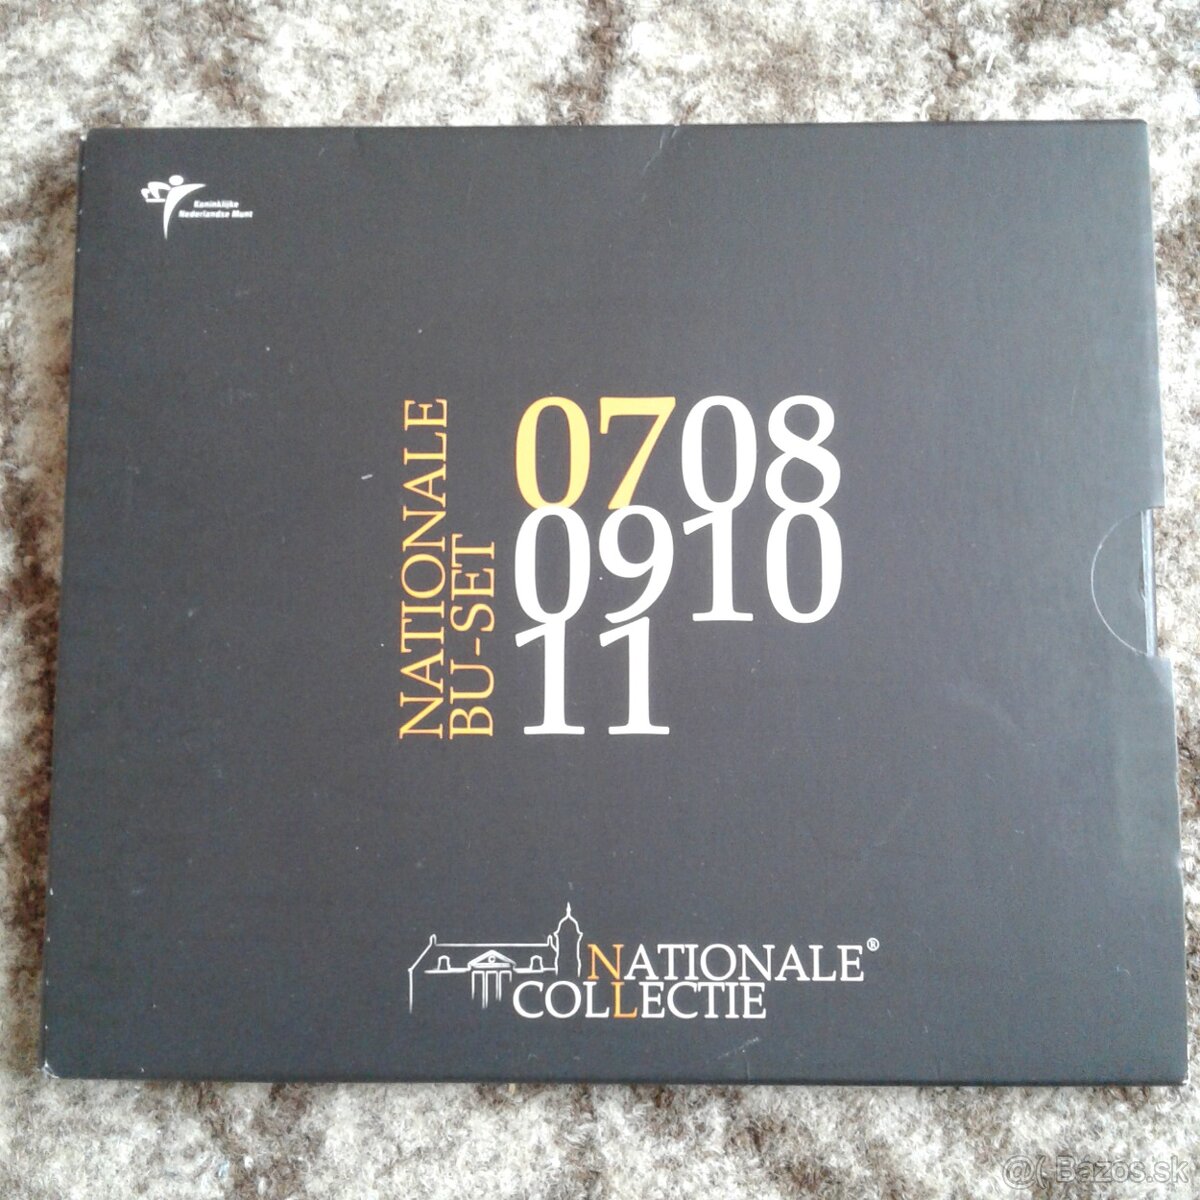 Koninklijke
Nederlandse Munt
NATIONALE
BU-SET
0708
0910
11
NATIONALE®
COLLECTIE
@( Bazos.sk